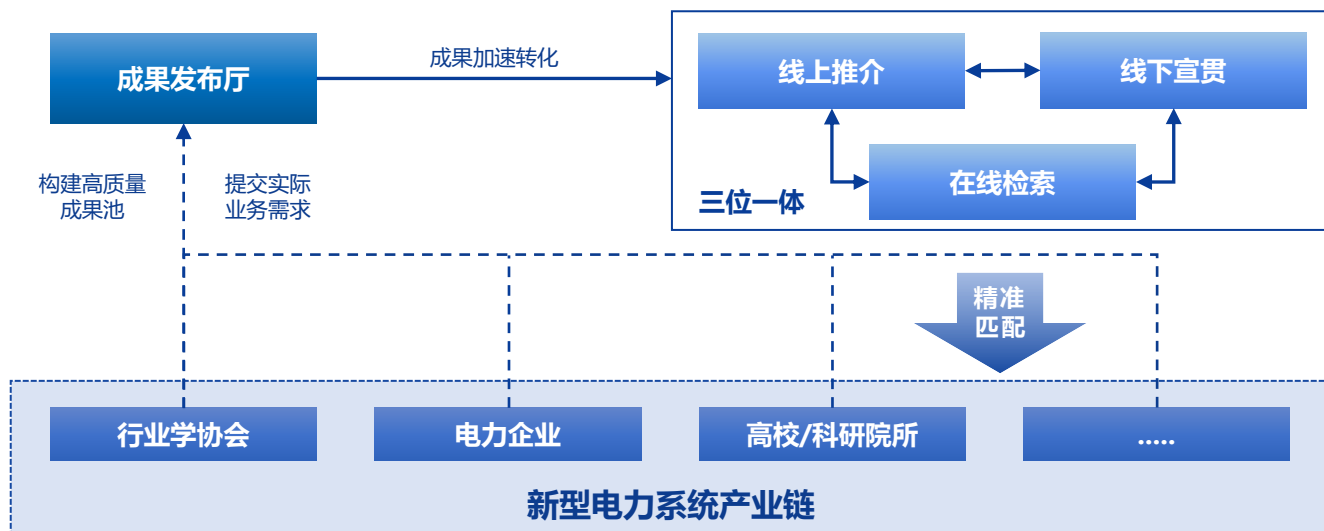 成果发布厅
成果加速转化
线上推介
线下宣贯
在线检索
三位一体
构建高质量
成果池
提交实际
业务需求
精准
匹配
行业学协会
电力企业
高校/科研院所
.....
新型电力系统产业链